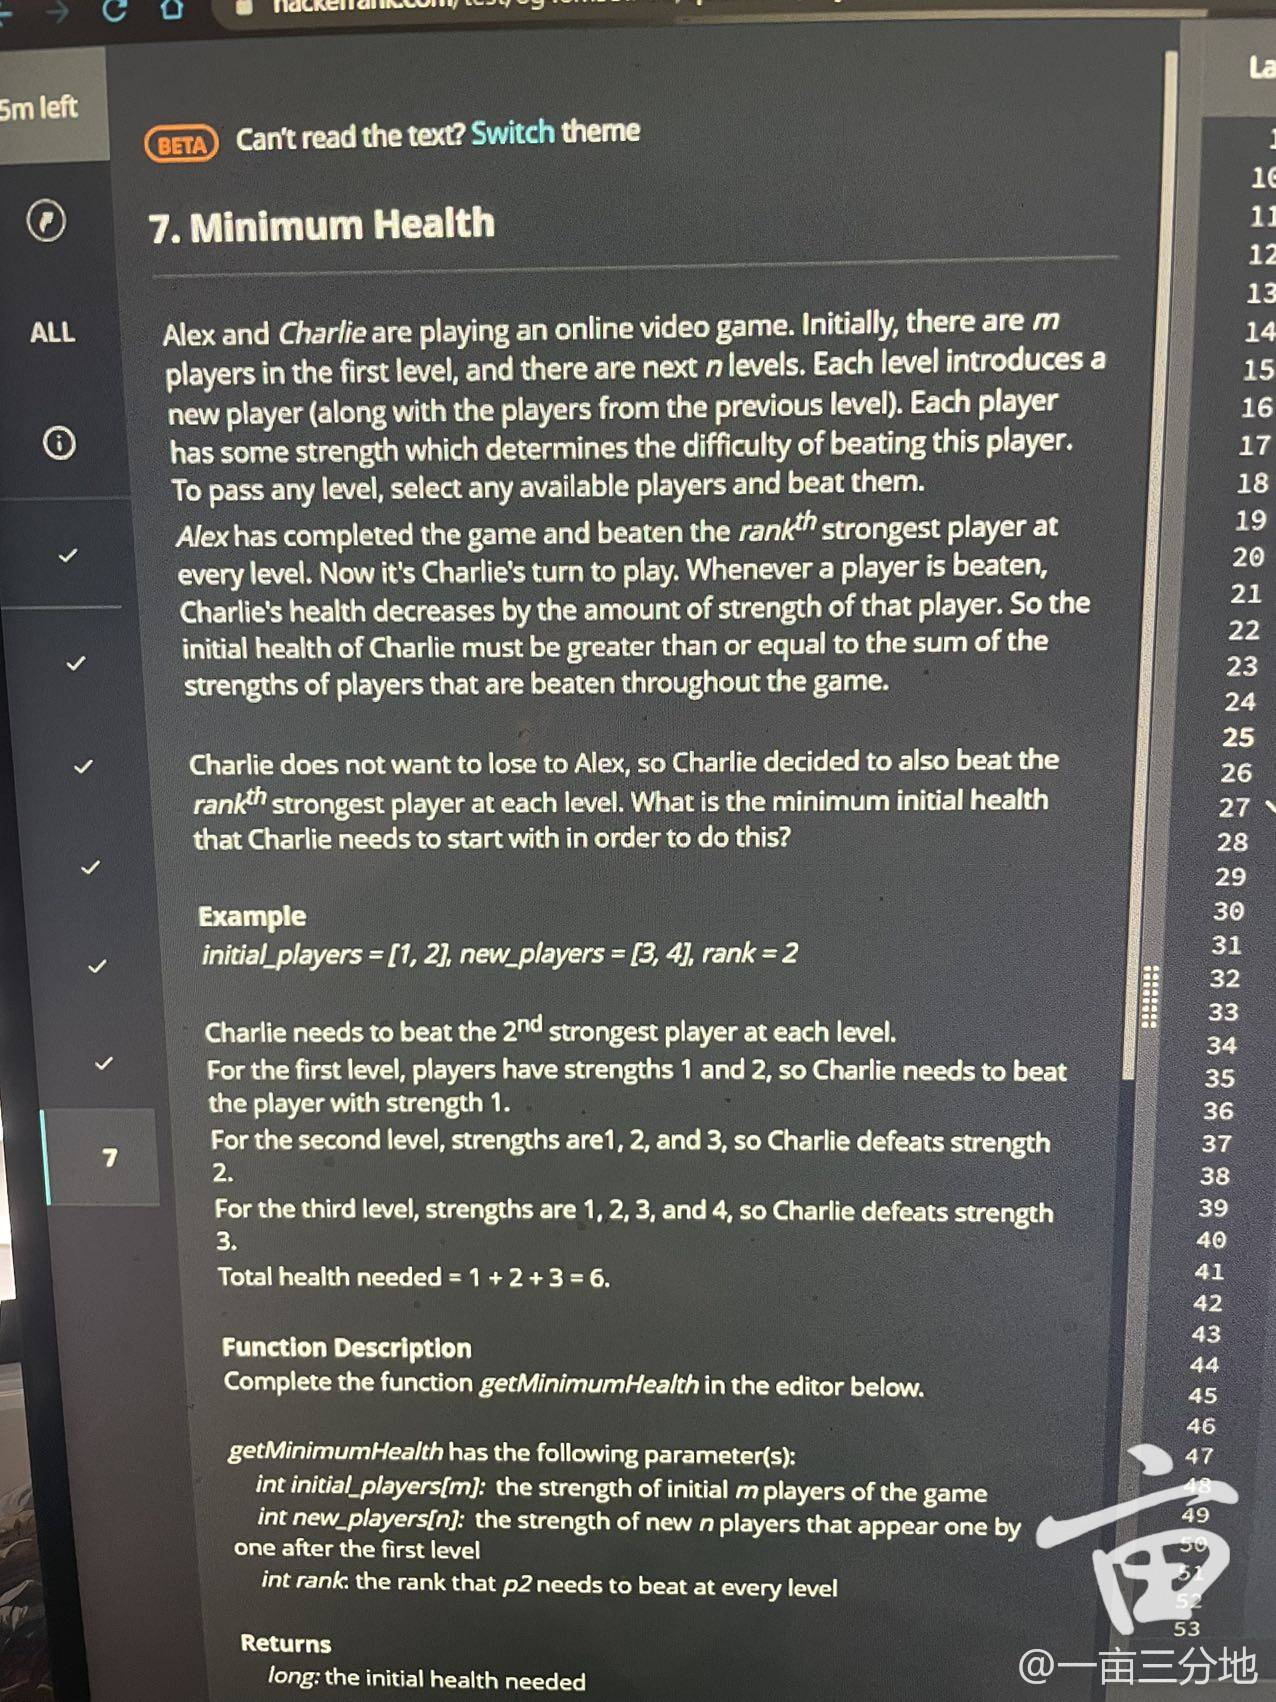 5m left
BETA Can't read the text? Switch theme
7. Minimum Health
ALL
Alex and Charlie are playing an online video game. Initially, there are m
players in the first level, and there are next n levels. Each level introduces a
new player (along with the players from the previous level). Each player
has some strength which determines the difficulty of beating this player.
To pass any level, select any available players and beat them.
Alex has completed the game and beaten the rankth strongest player at
every level. Now it's Charlie's turn to play. Whenever a player is beaten,
Charlie's health decreases by the amount of strength of that player. So the
initial health of Charlie must be greater than or equal to the sum of the
strengths of players that are beaten throughout the game.
Charlie does not want to lose to Alex, so Charlie decided to also beat the
rankth strongest player at each level. What is the minimum initial health
that Charlie needs to start with in order to do this?
Example
initial_players = [1, 2], new_players = [3, 4], rank = 2
Charlie needs to beat the 2nd strongest player at each level.
For the first level, players have strengths 1 and 2, so Charlie needs to beat
the player with strength 1.
For the second level, strengths are1, 2, and 3, so Charlie defeats strength
2.
For the third level, strengths are 1, 2, 3, and 4, so Charlie defeats strength
3.
Total health needed = 1 + 2 + 3 = 6.
7
Function Description
Complete the function getMinimumHealth in the editor below.
getMinimumHealth has the following parameter(s):
int initial_players[m]: the strength of initial m players of the game
int new_players[n]: the strength of new n players that appear one by
one after the first level
int rank: the rank that p2 needs to beat at every level
Returns
long: the initial health needed
La
11
12
13
14
15
16
17
18
19
20
21
22
23
24
25
26
27
28
29
30
31
32
33
34
35
36
37
38
39
40
41
42
43
44
45
46
47
48
49
50
51
52
53
亩
@一亩三分地